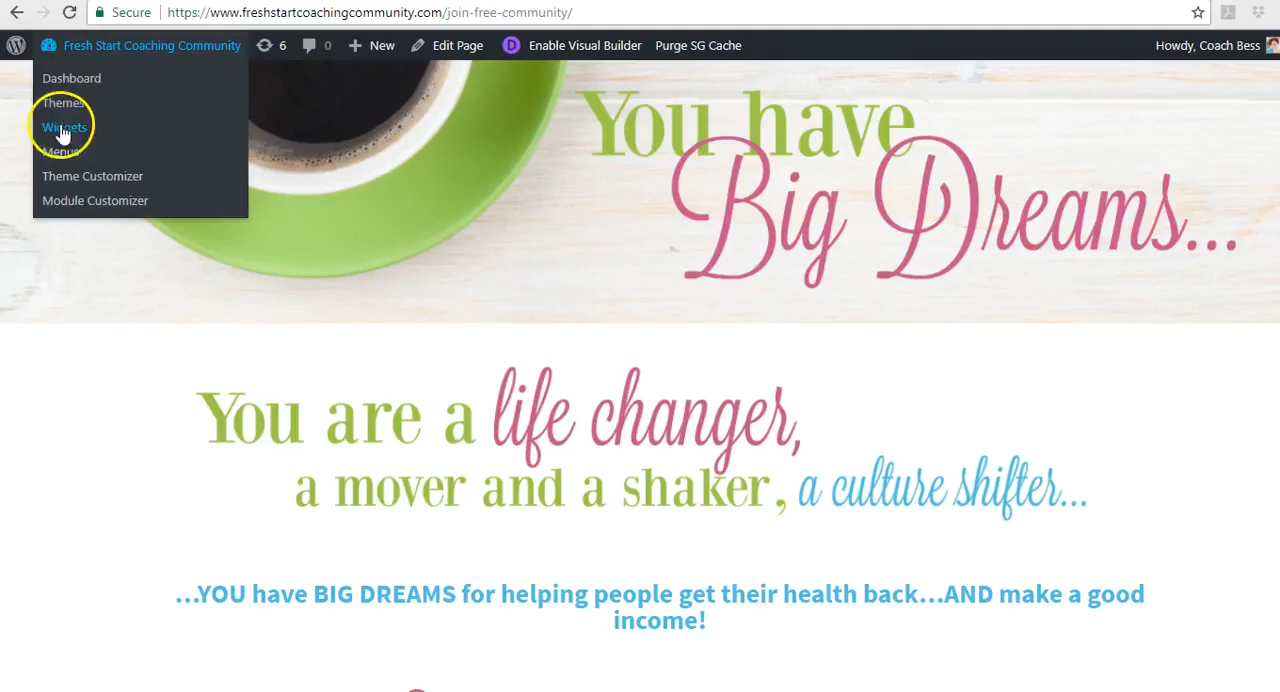 Secure https://www.freshstartcoachingcommunity.com/join-free-community/
Fresh Start Coaching Community 6 0 New Edit Page D Enable Visual Builder Purge SG Cache Howdy, Coach Bess
Dashboard
Themes
Widgets
Menus
Theme Customizer
Module Customizer
You have
Big Dreams...
You are a life changer,
a mover and a shaker, a culture shifter...
...YOU have BIG DREAMS for helping people get their health back...AND make a good
income!